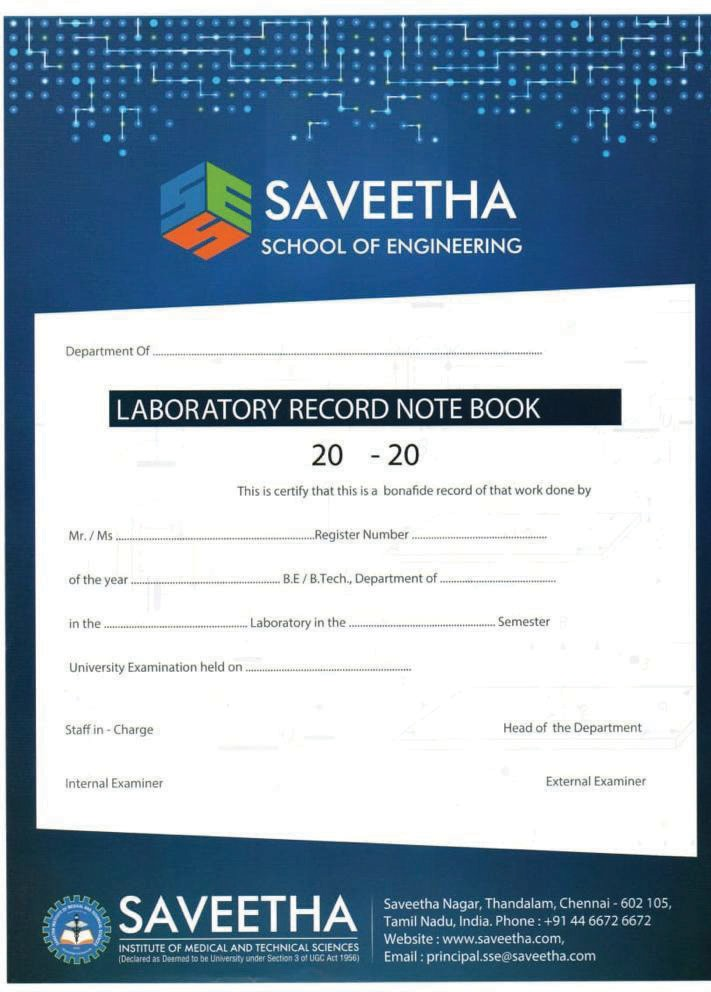 SSE
SAVEETHA
SCHOOL OF ENGINEERING
Department Of ..........................................................................................................................
LABORATORY RECORD NOTE BOOK
20 - 20
This is certify that this is a bonafide record of that work done by
Mr. / Ms ..............................................................Register Number ..........................................
of the year ............................................... B.E / B.Tech., Department of .....................................
in the ............................................. Laboratory in the .............................................. Semester
University Examination held on ....................................................
Staff in - Charge Head of the Department
Internal Examiner External Examiner
SAVEETHA
INSTITUTE OF MEDICAL AND TECHNICAL SCIENCES
(Declared as Deemed to be University under Section 3 of UGC Act 1956)
Saveetha Nagar, Thandalam, Chennai - 602 105,
Tamil Nadu, India. Phone : +91 44 6672 6672
Website : www.saveetha.com,
Email : principal.sse@saveetha.com